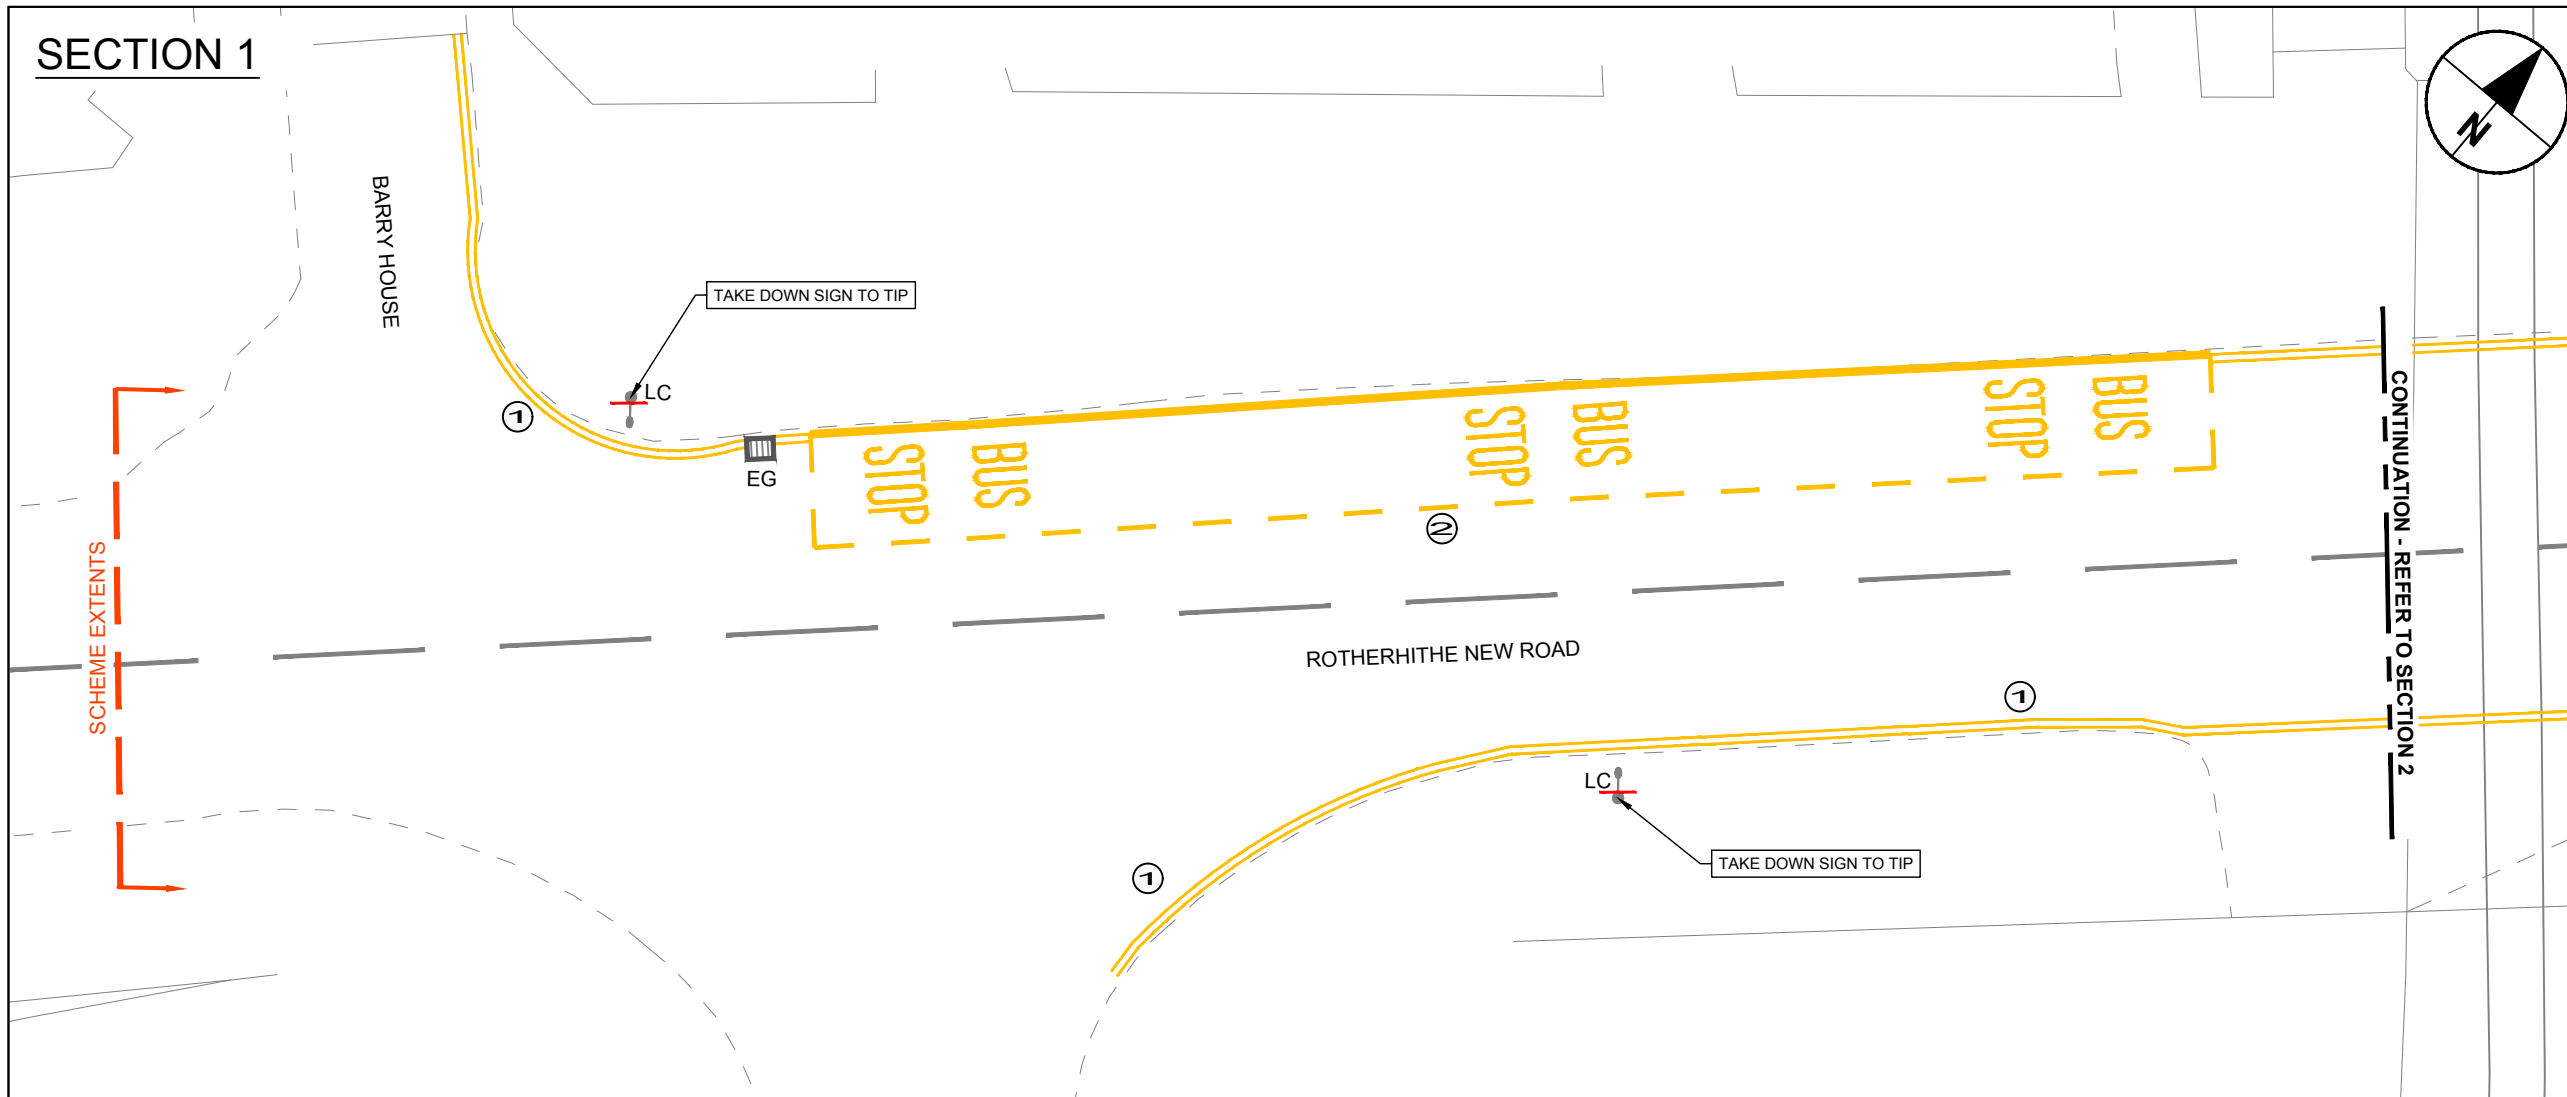 SECTION 1
N
BARRY HOUSE
TAKE DOWN SIGN TO TIP
LC
1
EG
BUS
STOP
BUS
STOP
BUS
STOP
2
SCHEME EXTENTS
ROTHERHITHE NEW ROAD
CONTINUATION - REFER TO SECTION 2
1
LC
TAKE DOWN SIGN TO TIP
1